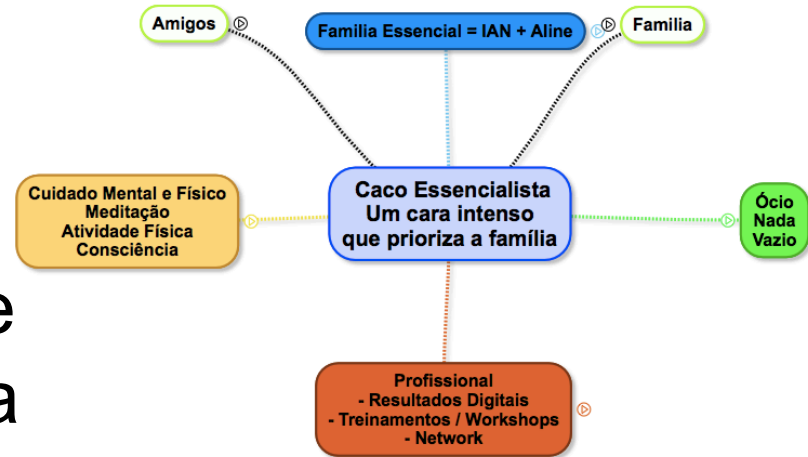 Amigos
Familia Essencial = IAN + Aline
Familia
Cuidado Mental e Físico
Meditação
Atividade Física
Consciência
Caco Essencialista
Um cara intenso
que prioriza a família
Ócio
Nada
Vazio
e
a
Profissional
- Resultados Digitais
- Treinamentos / Workshops
- Network